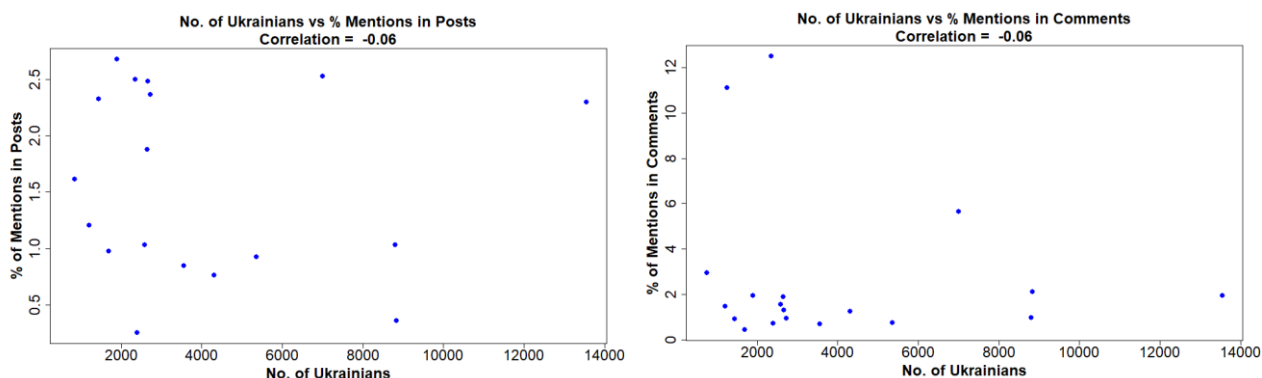 No. of Ukrainians vs % Mentions in Posts
Correlation = -0.06
% of Mentions in Posts
2.5
2.0
1.5
1.0
0.5
2000 4000 6000 8000 10000 12000 14000
No. of Ukrainians
No. of Ukrainians vs % Mentions in Comments
Correlation = -0.06
% of Mentions in Comments
12
10
8
6
4
2
0
2000 4000 6000 8000 10000 12000 14000
No. of Ukrainians